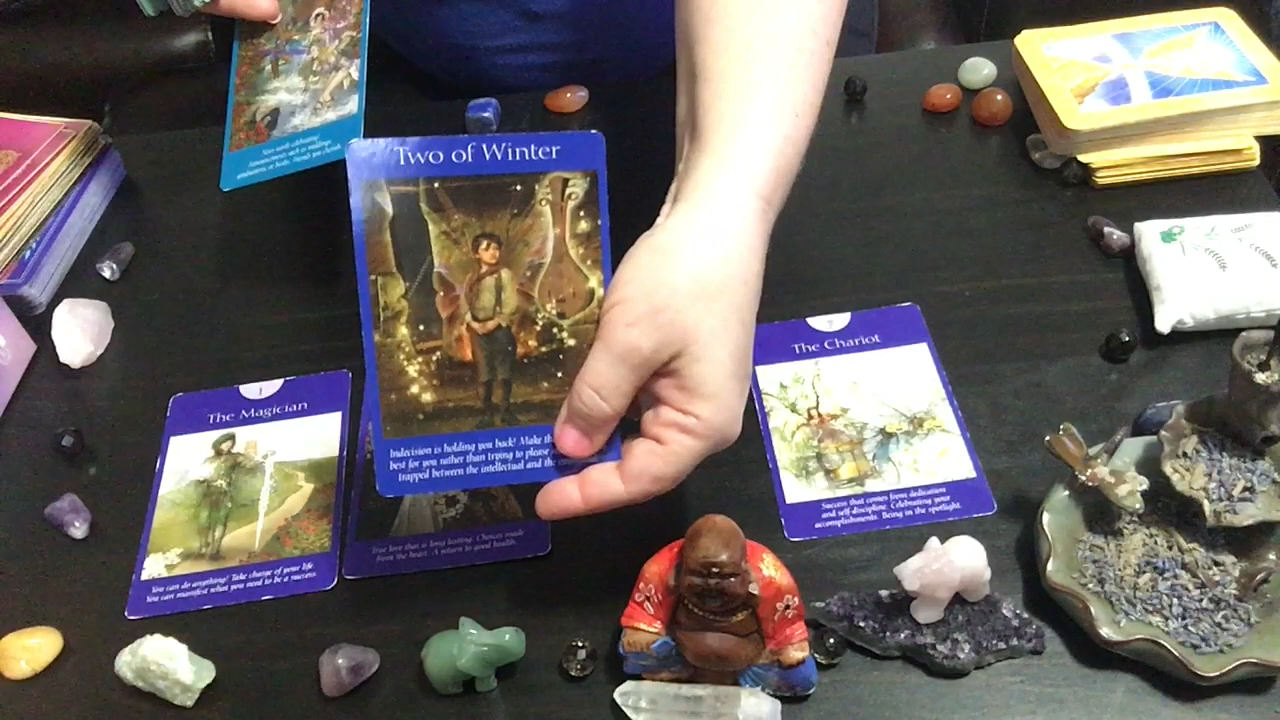 Two of Winter
Indecision is holding you back! Make th
best for you rather than trying to please
trapped between the intellectual and the
1
The Magician
You can do anything! Take charge of your life
You can manifest what you need to be a success.
True love that is long lasting. Choices made
from the heart. A return to good health.
7
The Chariot
Success that comes from dedication
and self-discipline. Celebrating your
accomplishments. Being in the spotlight.